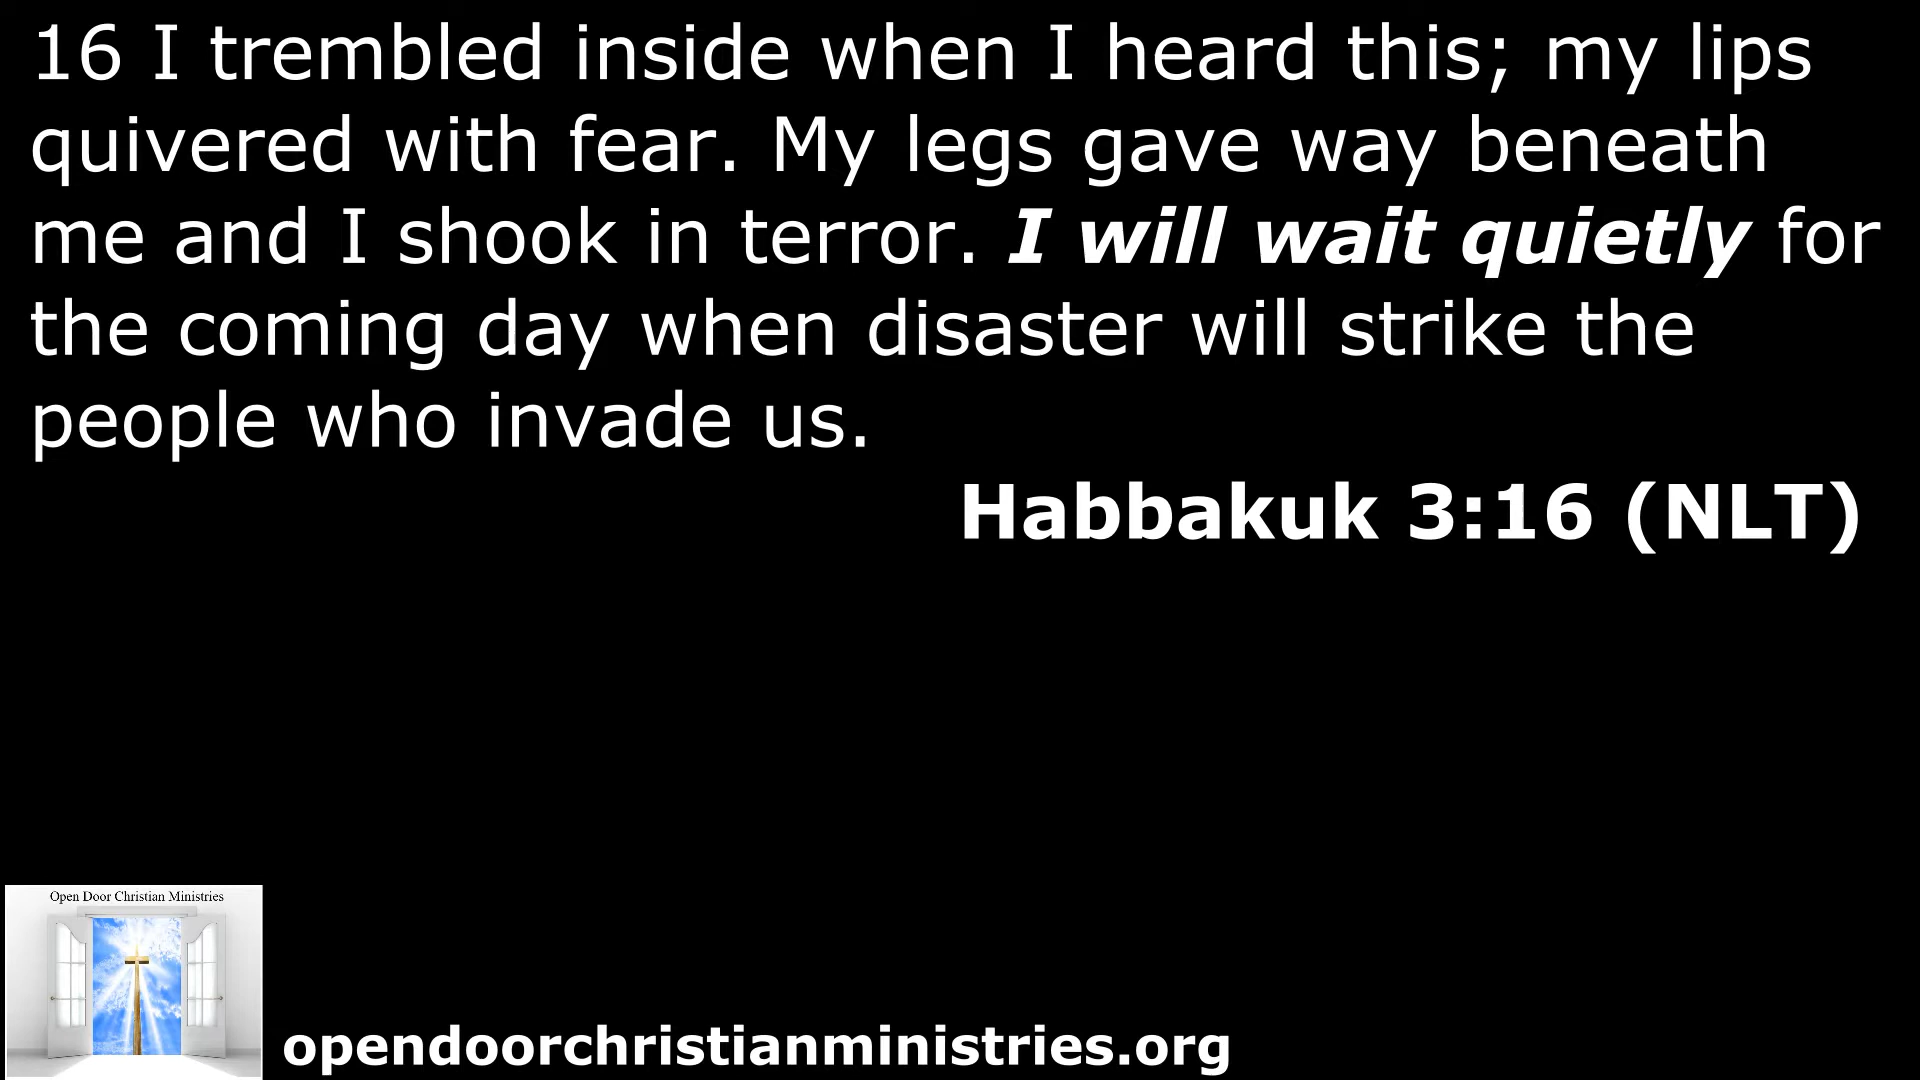 16 I trembled inside when I heard this; my lips
quivered with fear. My legs gave way beneath
me and I shook in terror. I will wait quietly for
the coming day when disaster will strike the
people who invade us.
Habbakuk 3:16 (NLT)
Open Door Christian Ministries
opendoorchristianministries.org